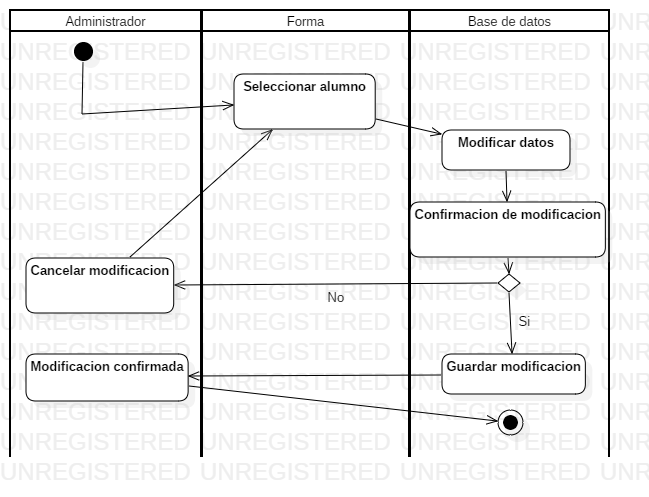 Administrador
Forma
Base de datos
Seleccionar alumno
Modificar datos
Confirmacion de modificacion
Cancelar modificacion
No
Si
Modificacion confirmada
Guardar modificacion
UNREGISTERED